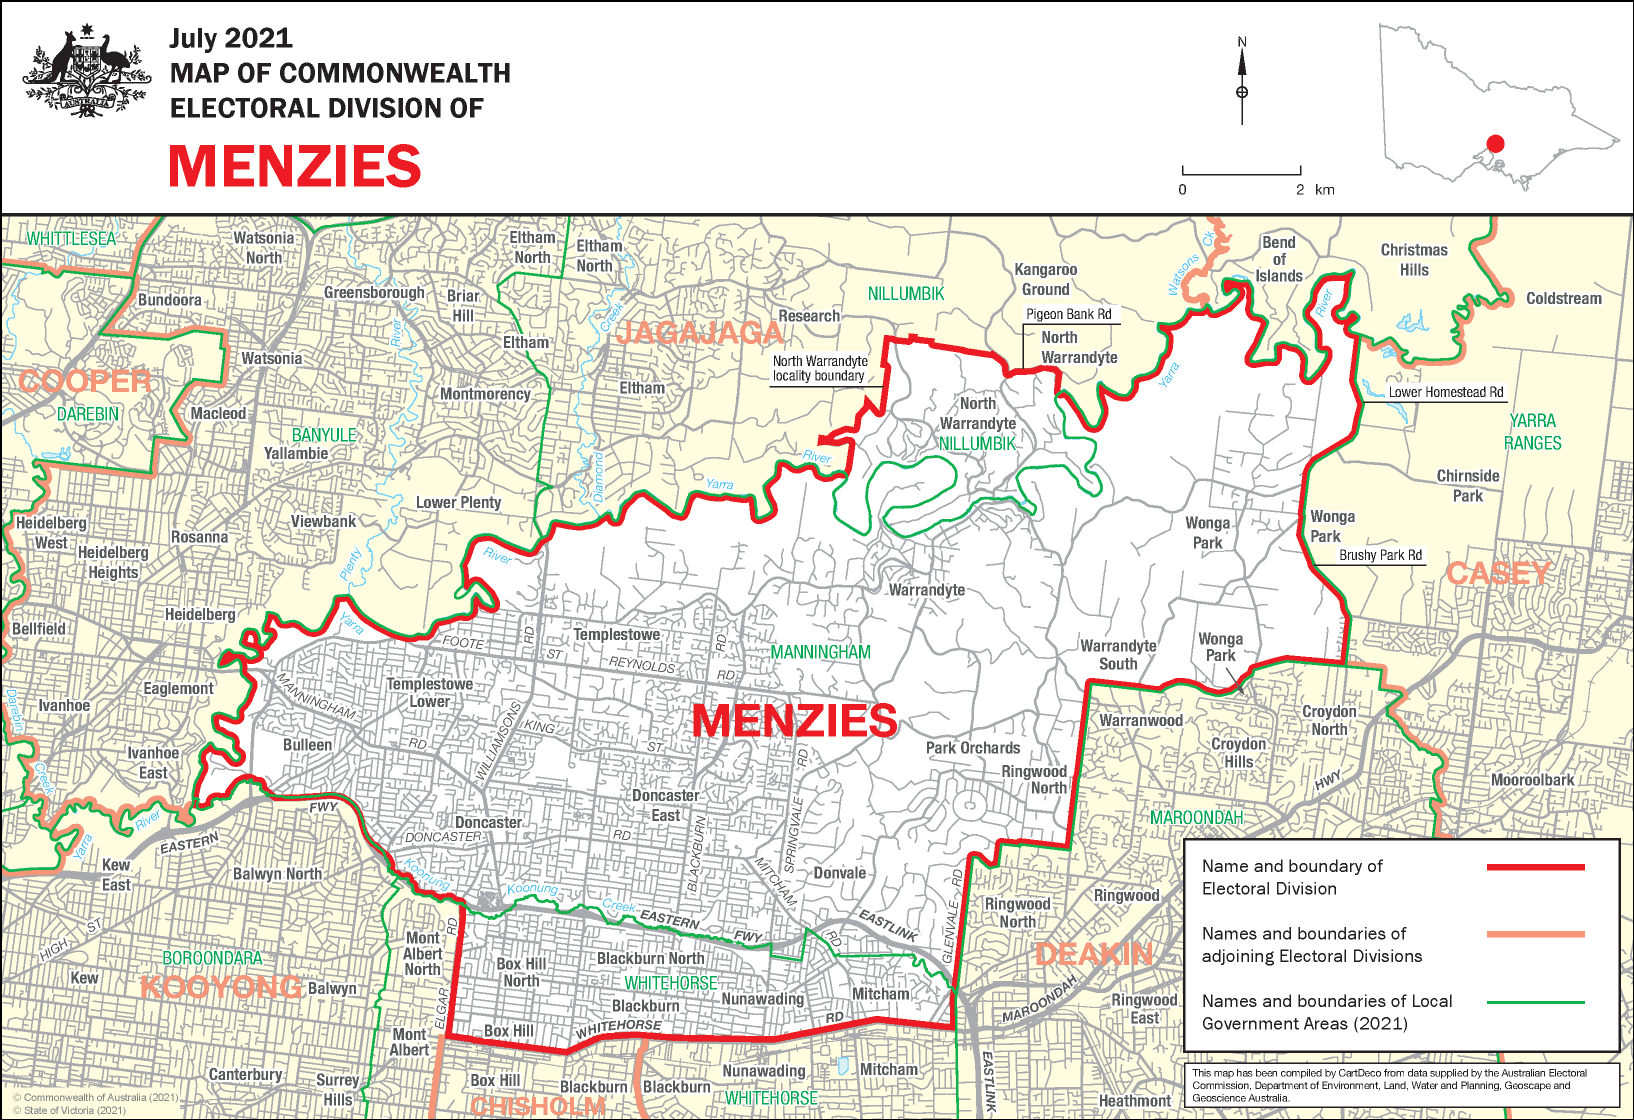 July 2021
MAP OF COMMONWEALTH
ELECTORAL DIVISION OF
MENZIES
AUSTRALIA
N
0
2 km
WHITTLESEA
Watsonia
North
Eltham
North
Eltham
North
Bundoora
Greensborough
Briar
Hill
River
Creek
Eltham
JAGAJAGA
Research
NILLUMBIK
Kangaroo
Ground
Pigeon Bank Rd
North
Warrandyte
Watsons Ck
Bend
of
Islands
River
Christmas
Hills
Coldstream
Watsonia
COOPER
DAREBIN
Macleod
BANYULE
Yallambie
Montmorency
Eltham
North Warrandyte
locality boundary
North
Warrandyte
NILLUMBIK
Yarra
Lower Homestead Rd
YARRA
RANGES
Chirnside
Park
River
Yarra
Diamond
Lower Plenty
Heidelberg
West
Viewbank
Rosanna
Heidelberg
Heights
Plenty
River
Wonga
Park
Wonga
Park
Brushy Park Rd
CASEY
Warrandyte
Heidelberg
Bellfield
Yarra
FOOTE
RD
ST
Templestowe
REYNOLDS
RD
RD
MANNINGHAM
Warrandyte
South
Wonga
Park
Eaglemont
Ivanhoe
Darebin
Creek
MANNINGHAM
RD
Templestowe
Lower
WILLIAMSONS
KING
ST
MENZIES
Warranwood
Croydon
North
Croydon
Hills
Ivanhoe
East
Bulleen
Park Orchards
Ringwood
North
HWY
Mooroolbark
RD
Doncaster
East
FWY
Doncaster
DONCASTER
RD
BLACKBURN
SPRINGVALE
MAROONDAH
Yarra
River
EASTERN
Kew
East
Balwyn North
Koonung
Koonung
Creek
MITCHAM
Donvale
RD
GLENVALE
Ringwood
North
Ringwood
HIGH ST
RD
ELGAR
Mont
Albert
North
EASTERN
FWY
RD
EASTLINK
DEAKIN
BOROONDARA
Kew
KOOYONG
Balwyn
Box Hill
North
Blackburn North
WHITEHORSE
Blackburn
Nunawading
Mitcham
MAROONDAH
Ringwood
East
Mont
Albert
Box Hill
WHITEHORSE
RD
Canterbury
Surrey
Hills
Box Hill
CHISHOLM
Blackburn
Blackburn
Nunawading
WHITEHORSE
Mitcham
EASTLINK
Heathmont
Name and boundary of
Electoral Division
Names and boundaries of
adjoining Electoral Divisions
Names and boundaries of Local
Government Areas (2021)
This map has been compiled by CartDeco from data supplied by the Australian Electoral
Commission, Department of Environment, Land, Water and Planning, Geoscape and
Geoscience Australia.
© Commonwealth of Australia (2021)
© State of Victoria (2021)